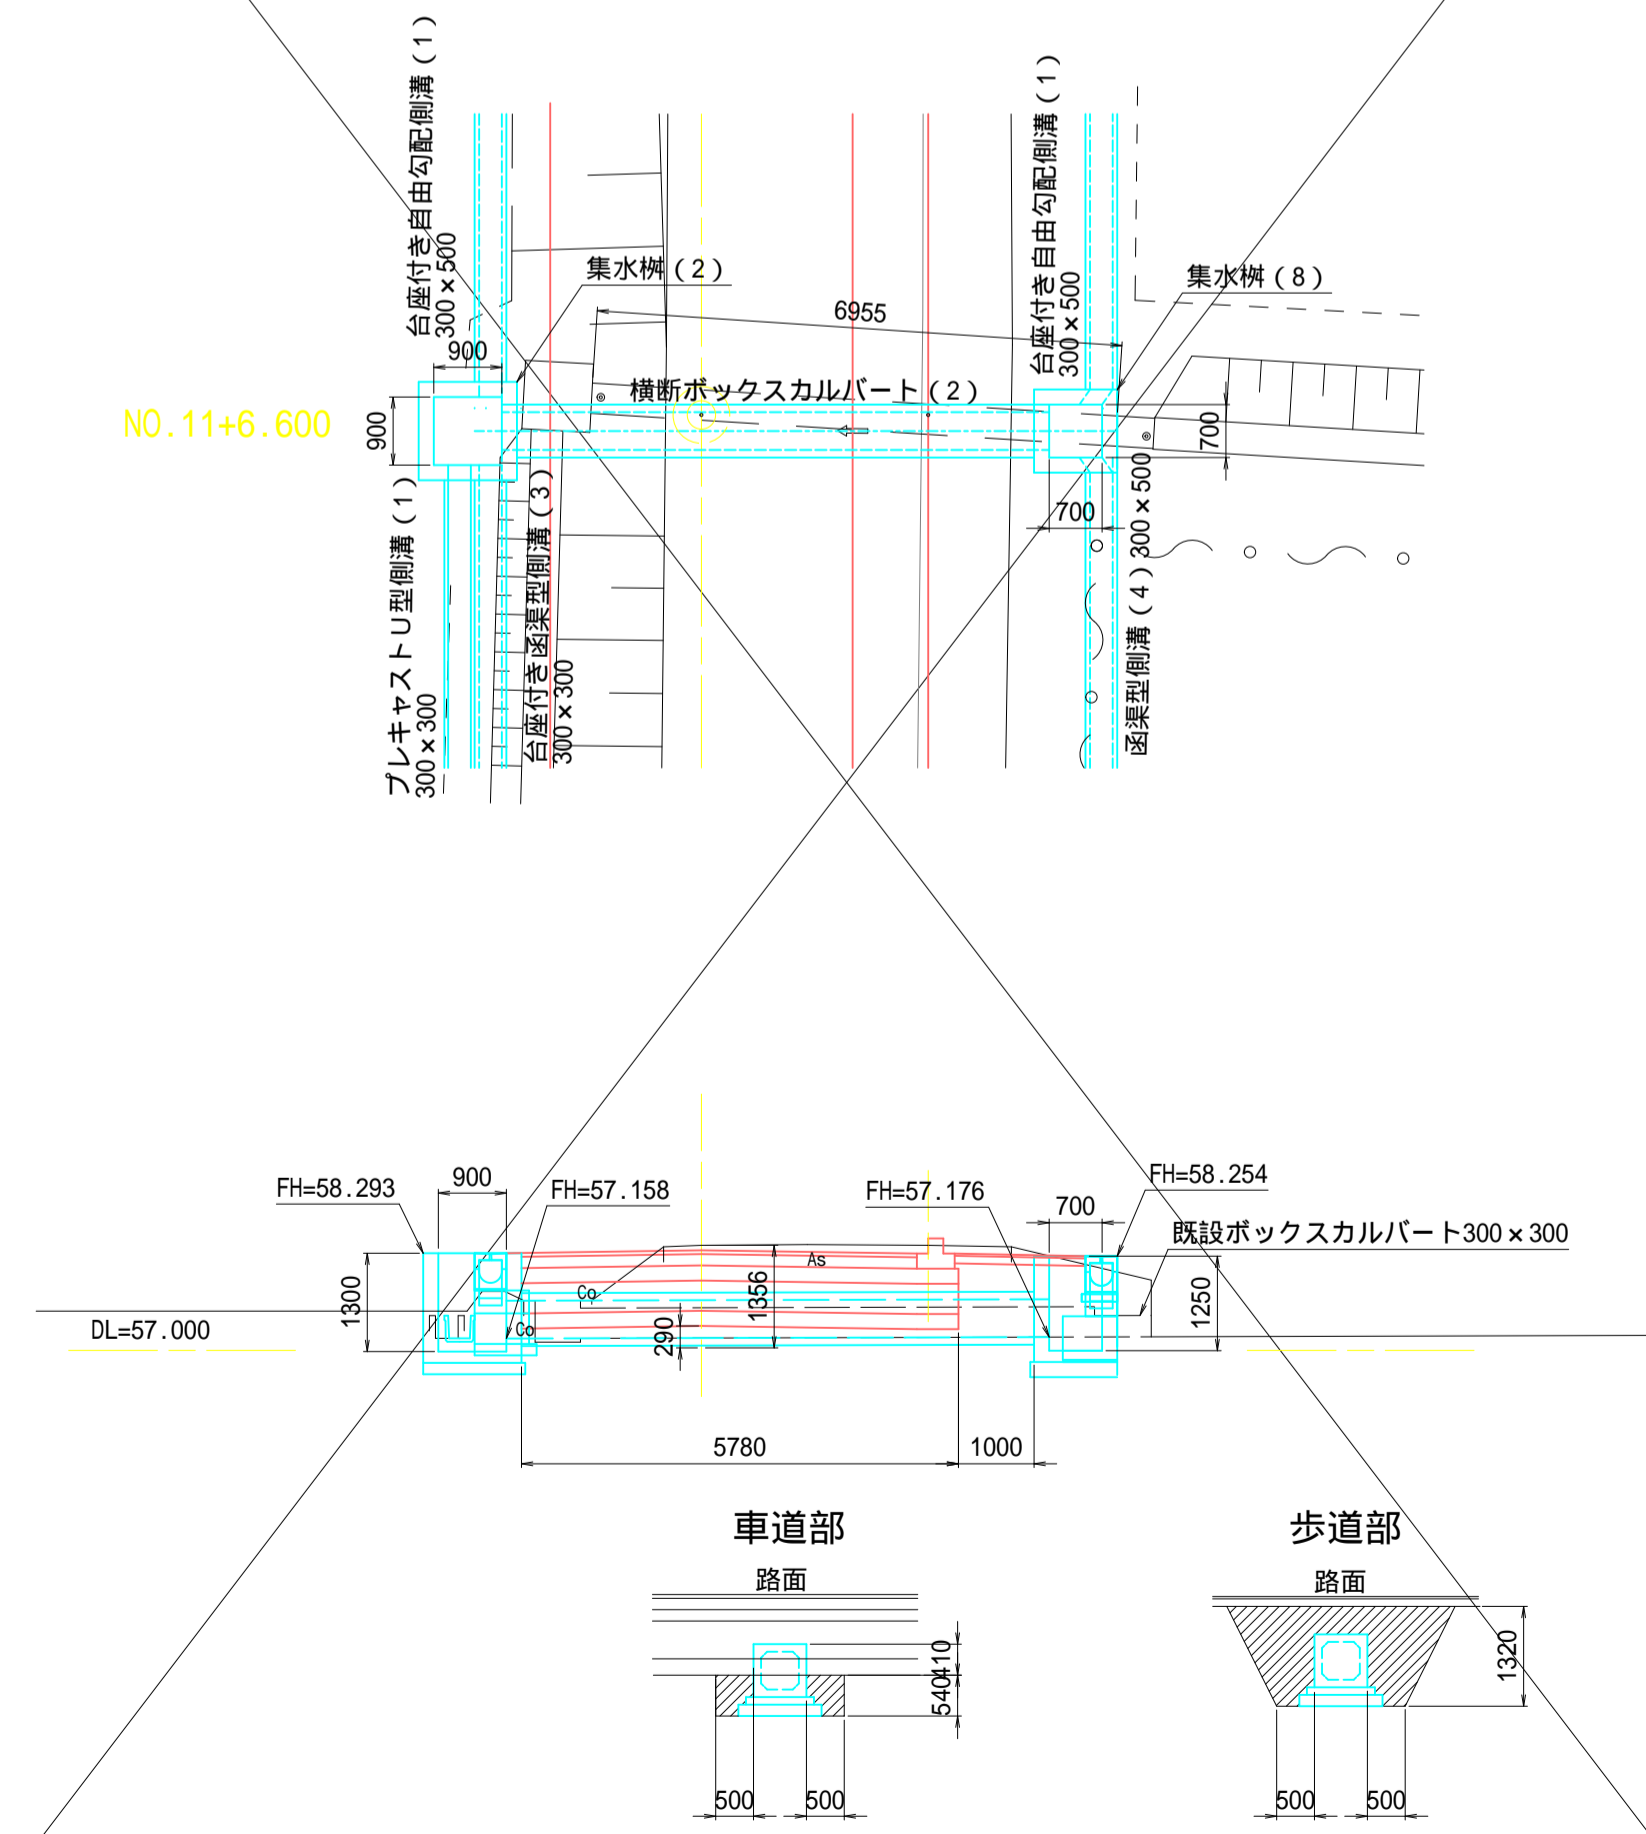 台座付き自由勾配側溝（1）
300×500
台座付き自由勾配側溝（1）
300×500
集水桝（2）
集水桝（8）
6955
900
横断ボックスカルバート（2）
NO.11+6.600
900
700
700
プレキャストU型側溝（1）
300×300
台座付き函渠型側溝（3）
300×300
函渠型側溝（4）300×500
FH=58.293
900
FH=57.158
FH=57.176
700
FH=58.254
既設ボックスカルバート300×300
As
Co
Co
1300
1356
290
1250
DL=57.000
5780
1000
車道部
路面
410
540
500
500
歩道部
路面
1320
500
500